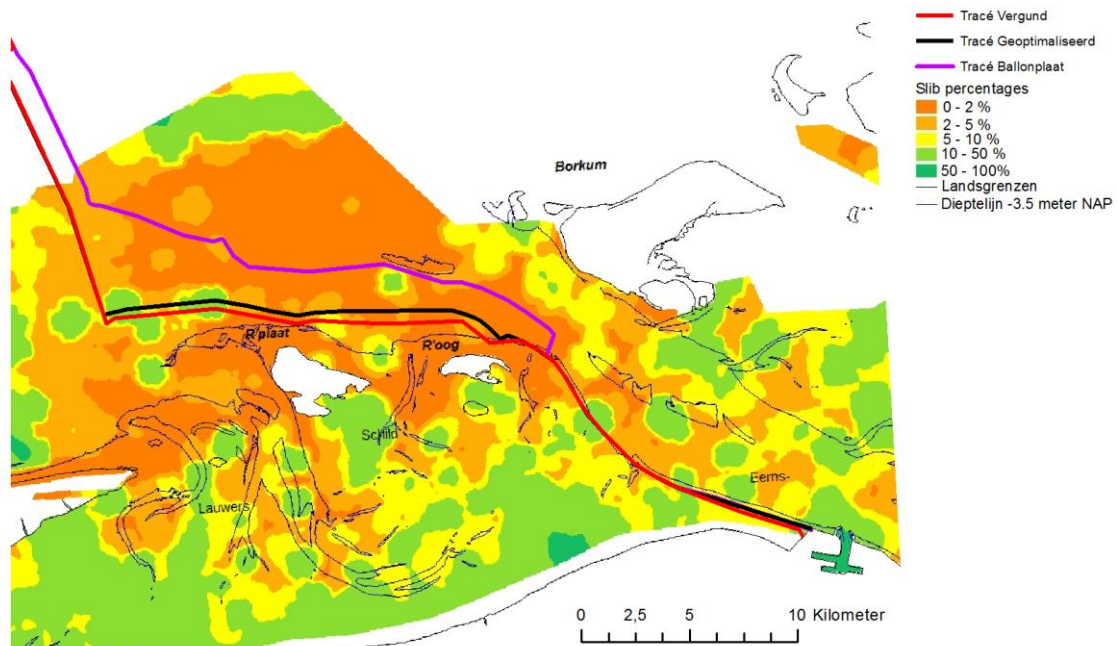 Tracé Vergund
Tracé Geoptimaliseerd
Tracé Ballonplaat
Slib percentages
0 - 2 %
2 - 5 %
5 - 10 %
10 - 50 %
50 - 100%
Landsgrenzen
Dieptelijn -3.5 meter NAP
Borkum
R'plaat
R'oog
Schild
Eems-
Lauwers
0 2,5 5 10 Kilometer